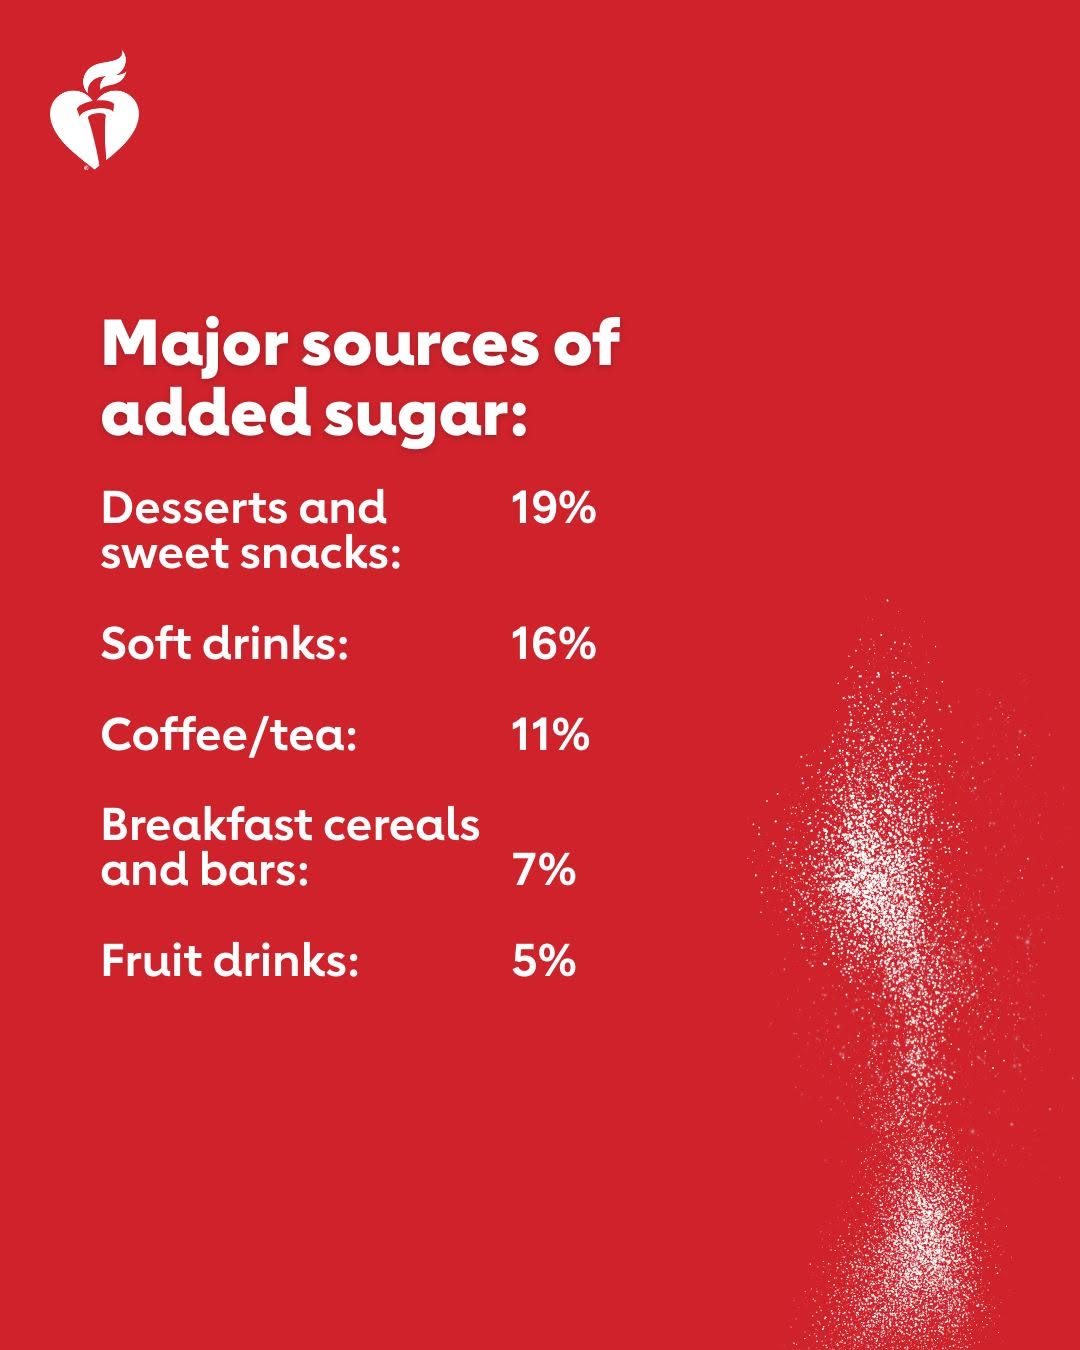 Major sources of
added sugar:
Desserts and 19%
sweet snacks:
Soft drinks: 16%
Coffee/tea: 11%
Breakfast cereals
and bars: 7%
Fruit drinks: 5%